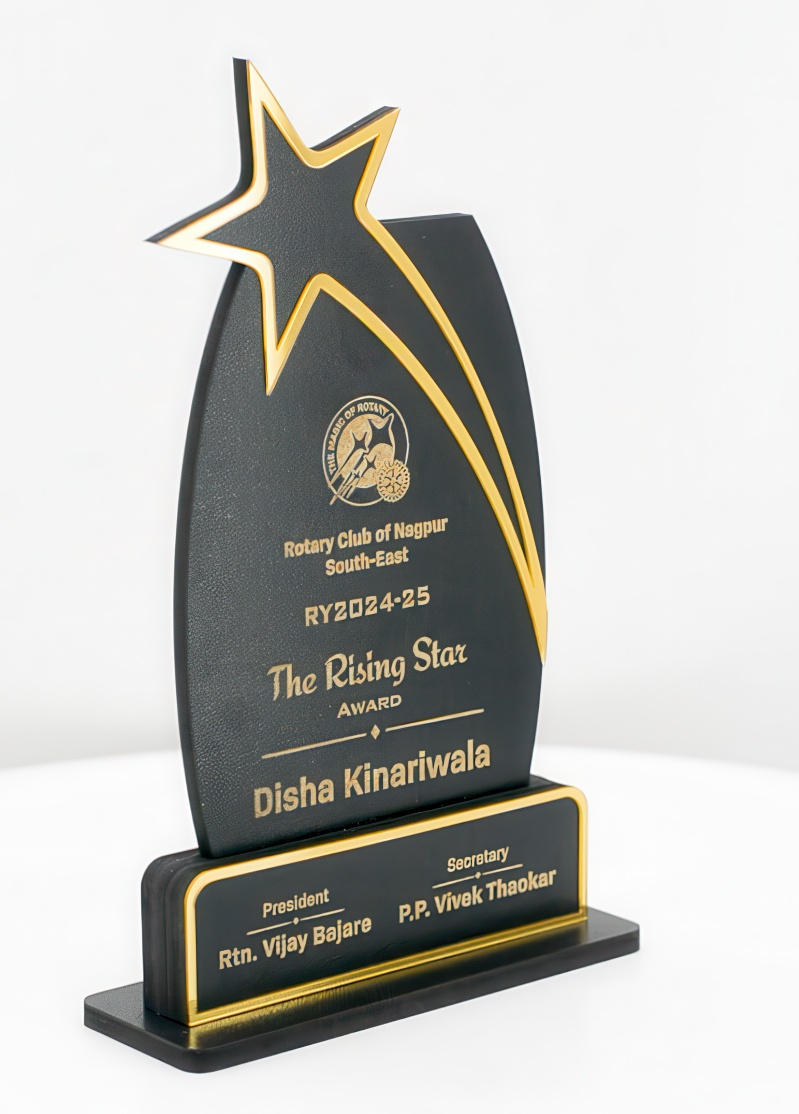 THE MAGIC OF ROTARY
Rotary Club of Nagpur
South-East
RY2024-25
The Rising Star
AWARD
Disha Kinariwala
President
Rtn. Vijay Bajare
Secretary
P.P. Vivek Thaokar